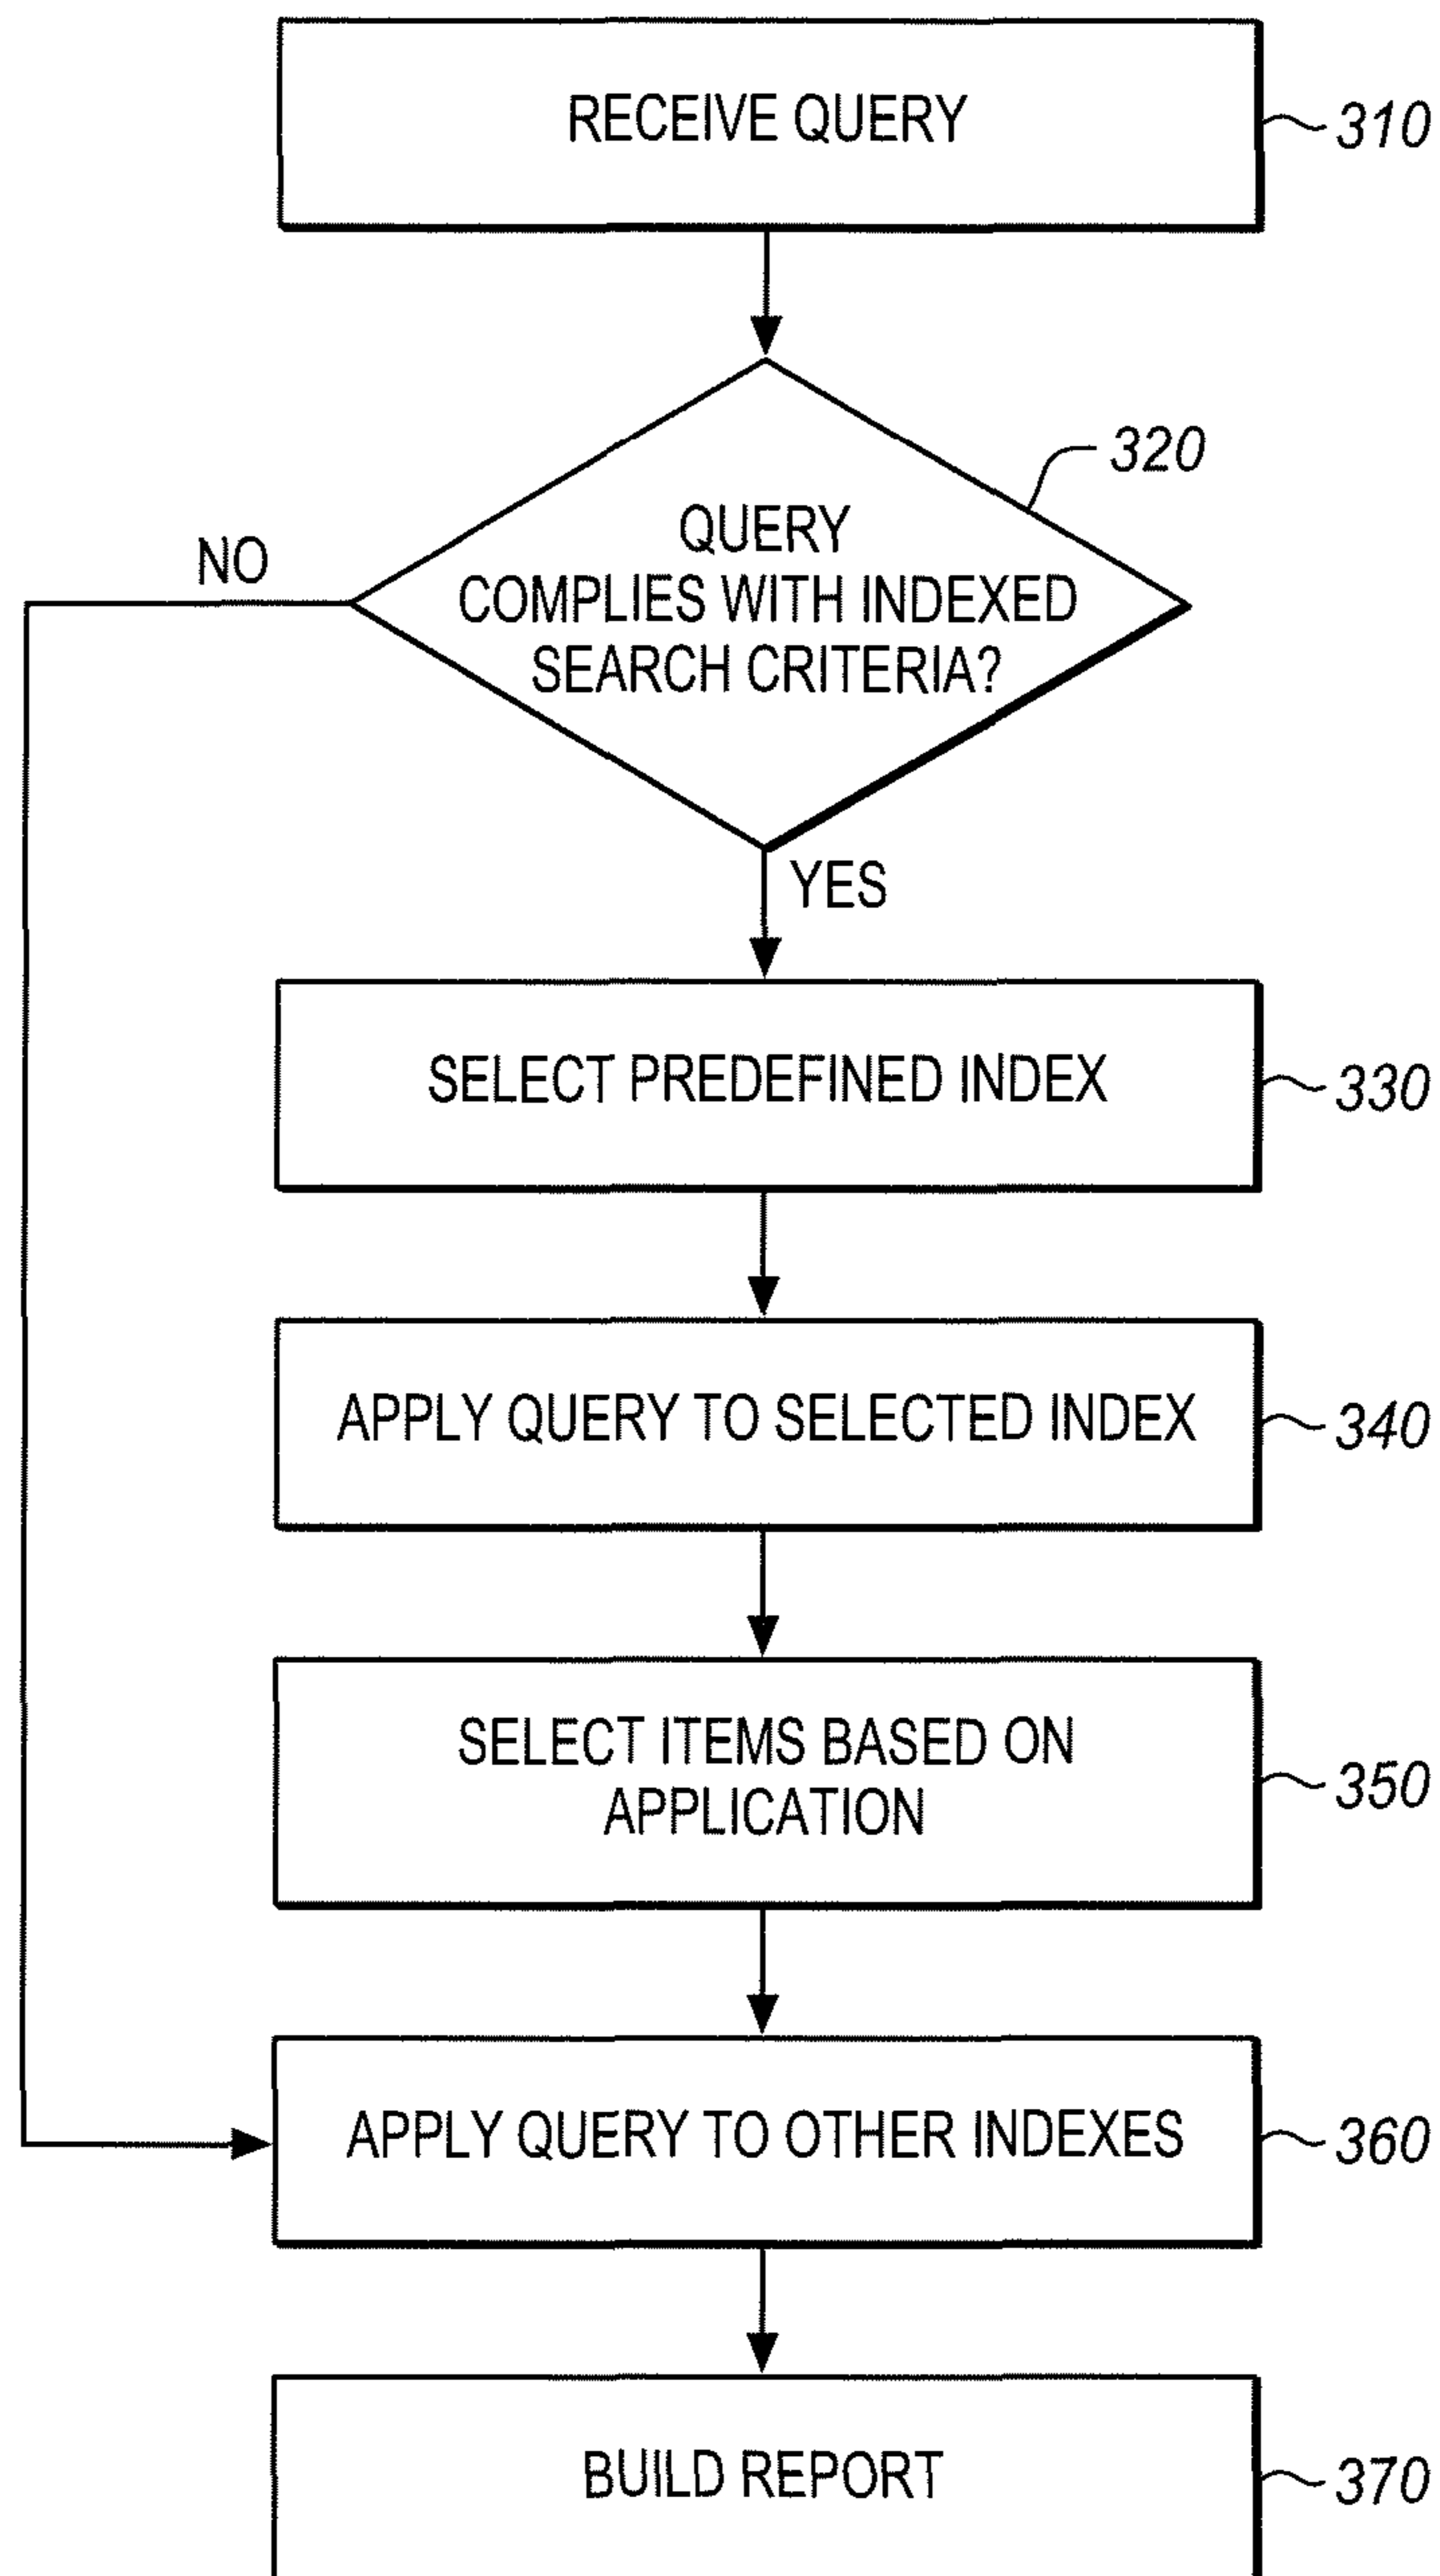 RECEIVE QUERY
310
320
QUERY
COMPLIES WITH INDEXED
SEARCH CRITERIA?
NO
YES
SELECT PREDEFINED INDEX
330
APPLY QUERY TO SELECTED INDEX
340
SELECT ITEMS BASED ON
APPLICATION
350
APPLY QUERY TO OTHER INDEXES
360
BUILD REPORT
370